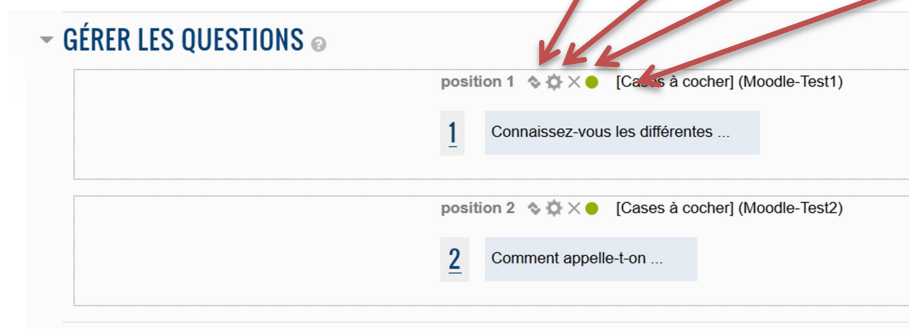 GÉRER LES QUESTIONS
position 1 [Cases à cocher] (Moodle-Test1)
1 Connaissez-vous les différentes ...
position 2 [Cases à cocher] (Moodle-Test2)
2 Comment appelle-t-on ...